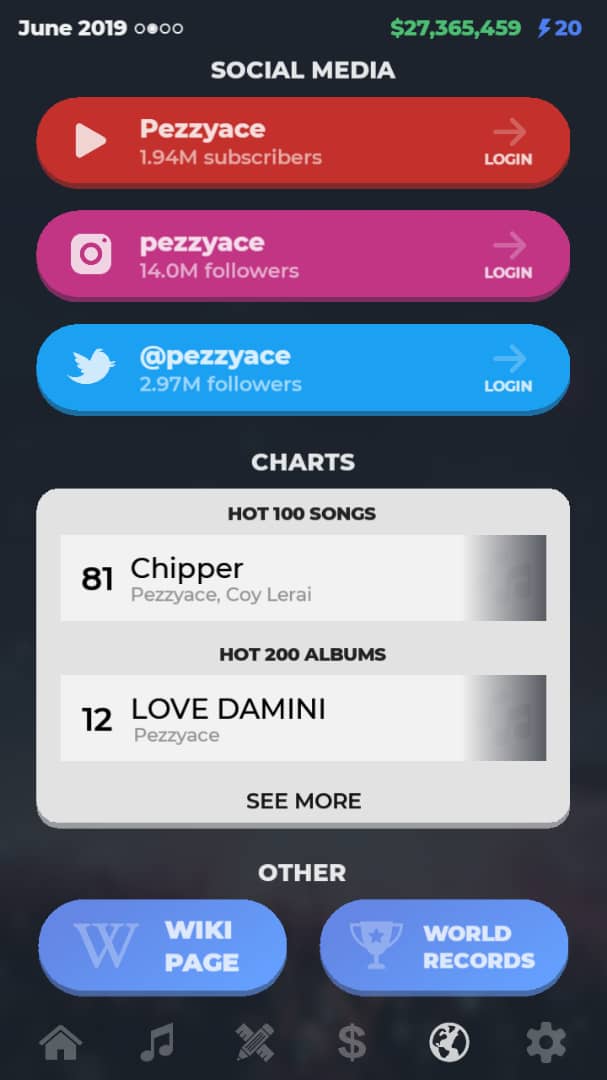 June 2019
$27,365,459 20
SOCIAL MEDIA
Pezzyace
1.94M subscribers
LOGIN
pezzyace
14.0M followers
LOGIN
@pezzyace
2.97M followers
LOGIN
CHARTS
HOT 100 SONGS
81 Chipper
Pezzyace, Coy Lerai
HOT 200 ALBUMS
12 LOVE DAMINI
Pezzyace
SEE MORE
OTHER
WIKI
PAGE
WORLD
RECORDS